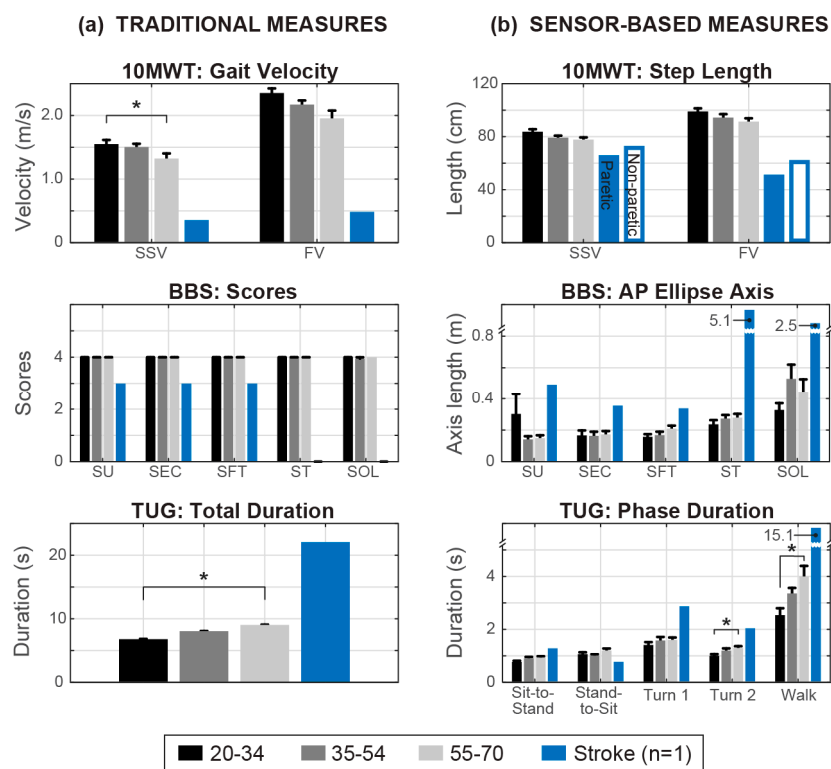 (a) TRADITIONAL MEASURES
10MWT: Gait Velocity
Velocity (m/s)
2.0
1.0
0
*
SSV
FV
BBS: Scores
Scores
4
2
0
SU
SEC
SFT
ST
SOL
TUG: Total Duration
Duration (s)
20
10
0
*
(b) SENSOR-BASED MEASURES
10MWT: Step Length
Length (cm)
120
80
40
0
Paretic
Non-paretic
SSV
FV
BBS: AP Ellipse Axis
Axis length (m)
0.8
0.4
0
5.1
2.5
SU
SEC
SFT
ST
SOL
TUG: Phase Duration
Duration (s)
4
2
0
15.1
*
*
Sit-to-
Stand
Stand-
to-Sit
Turn 1
Turn 2
Walk
20-34
35-54
55-70
Stroke (n=1)